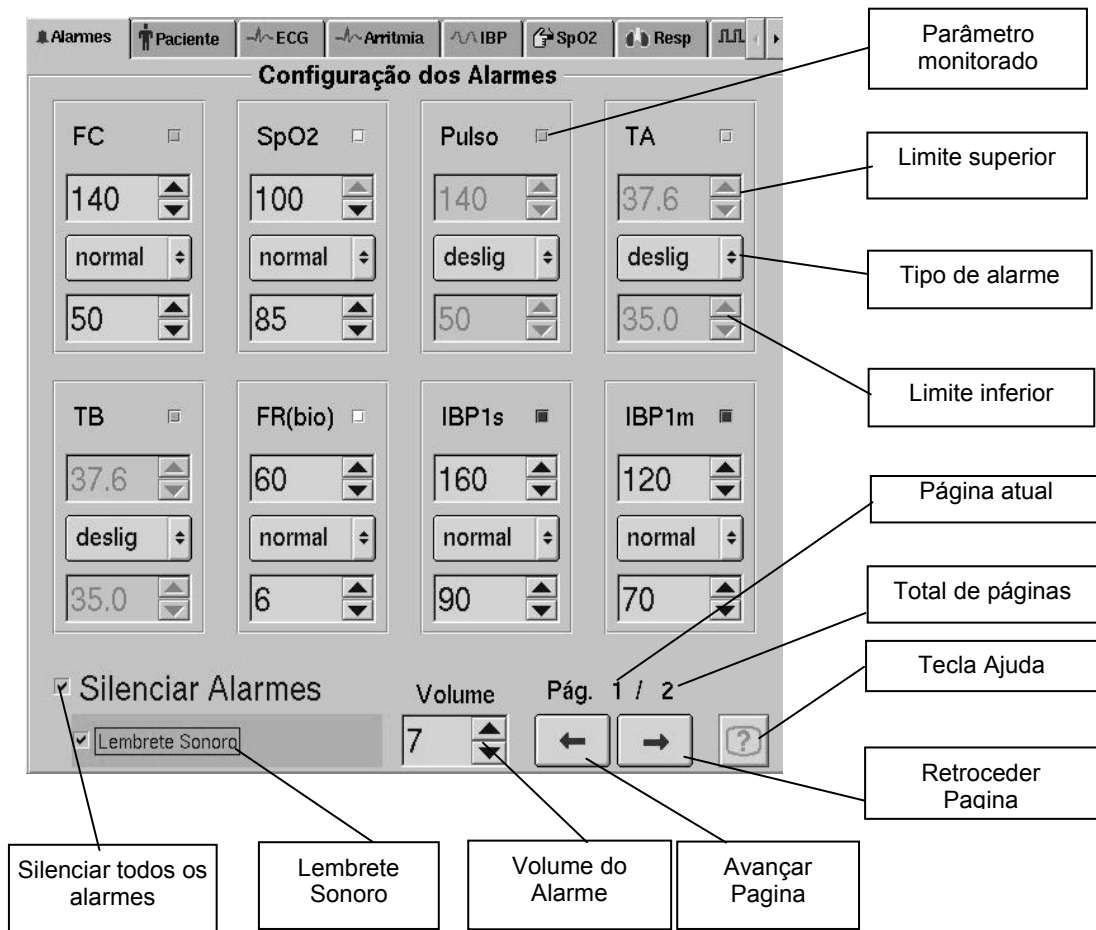 Alarmes Paciente ECG Arritmia IBP SpO2 Resp
Configuração dos Alarmes
FC SpO2 Pulso TA
140 100 140 37.6
normal normal deslig deslig
50 85 50 35.0
TB FR(bio) IBP1s IBP1m
37.6 60 160 120
deslig normal normal normal
35.0 6 90 70
Silenciar Alarmes
Lembrete Sonoro
Volume
7
Pág. 1 / 2
?
Parâmetro
monitorado
Limite superior
Tipo de alarme
Limite inferior
Página atual
Total de páginas
Tecla Ajuda
Retroceder
Pagina
Silenciar todos os
alarmes
Lembrete
Sonoro
Volume do
Alarme
Avançar
Pagina